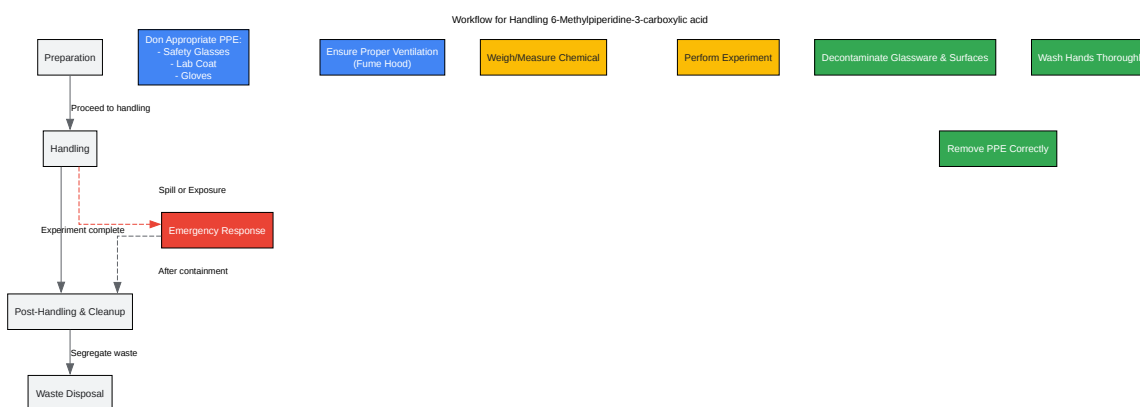 Workflow for Handling 6-Methylpiperidine-3-carboxylic acid
Preparation
Don Appropriate PPE:
- Safety Glasses
- Lab Coat
- Gloves
Ensure Proper Ventilation
(Fume Hood)
Weigh/Measure Chemical
Perform Experiment
Decontaminate Glassware & Surfaces
Wash Hands Thoroughl
Proceed to handling
Handling
Remove PPE Correctly
Spill or Exposure
Experiment complete
Emergency Response
After containment
Post-Handling & Cleanup
Segregate waste
Waste Disposal